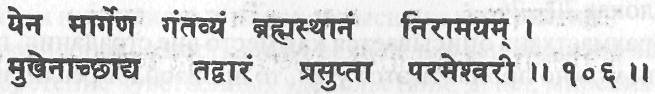 येन मार्गेण गंतव्यं ब्रह्मस्थानं निरामयम् ।
मुखेनाच्छाद्य तद्वारं प्रसुप्ता परमेश्वरी ।। १०६ ।।